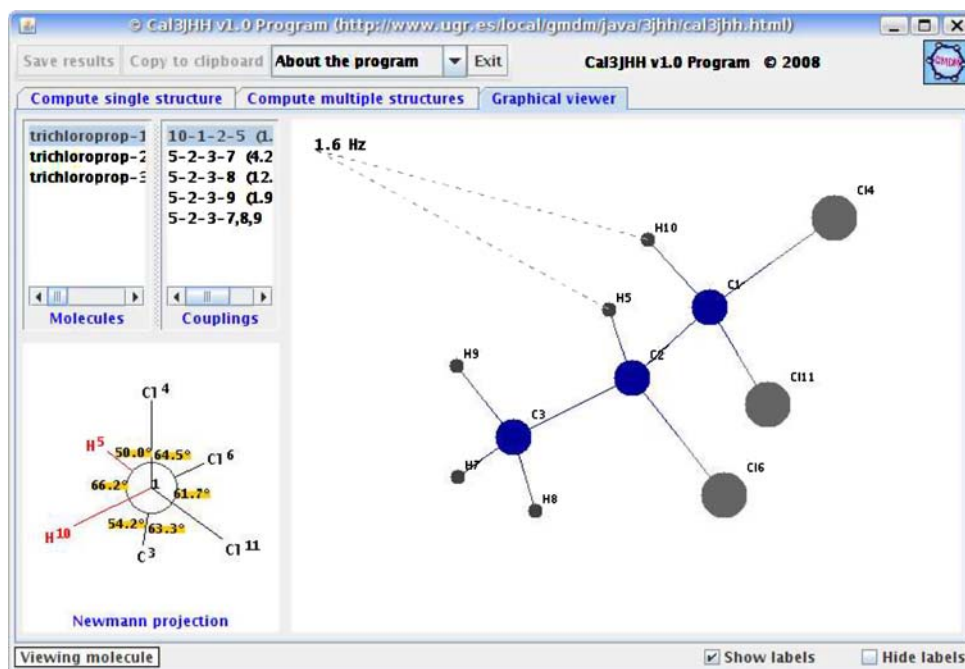 © Cal3JHH v1.0 Program (http://www.ugr.es/local/gmdm/java/3jhh/cal3jhh.html)
Save results Copy to clipboard About the program Exit Cal3JHH v1.0 Program © 2008 GMDM
Compute single structure Compute multiple structures Graphical viewer
trichloroprop-1
trichloroprop-2
trichloroprop-3
Molecules
10-1-2-5 (1.
5-2-3-7 (4.2
5-2-3-8 (12.
5-2-3-9 (1.9
5-2-3-7,8,9
Couplings
1.6 Hz
Cl4
H10
C1
H5
C2
H9
Cl11
C3
H7
Cl6
H8
Cl 4
H 5
50.0° 64.5°
Cl 6
66.2° 1 61.7°
54.2° 63.3°
H 10
C 3
Cl 11
Newmann projection
Viewing molecule Show labels Hide labels